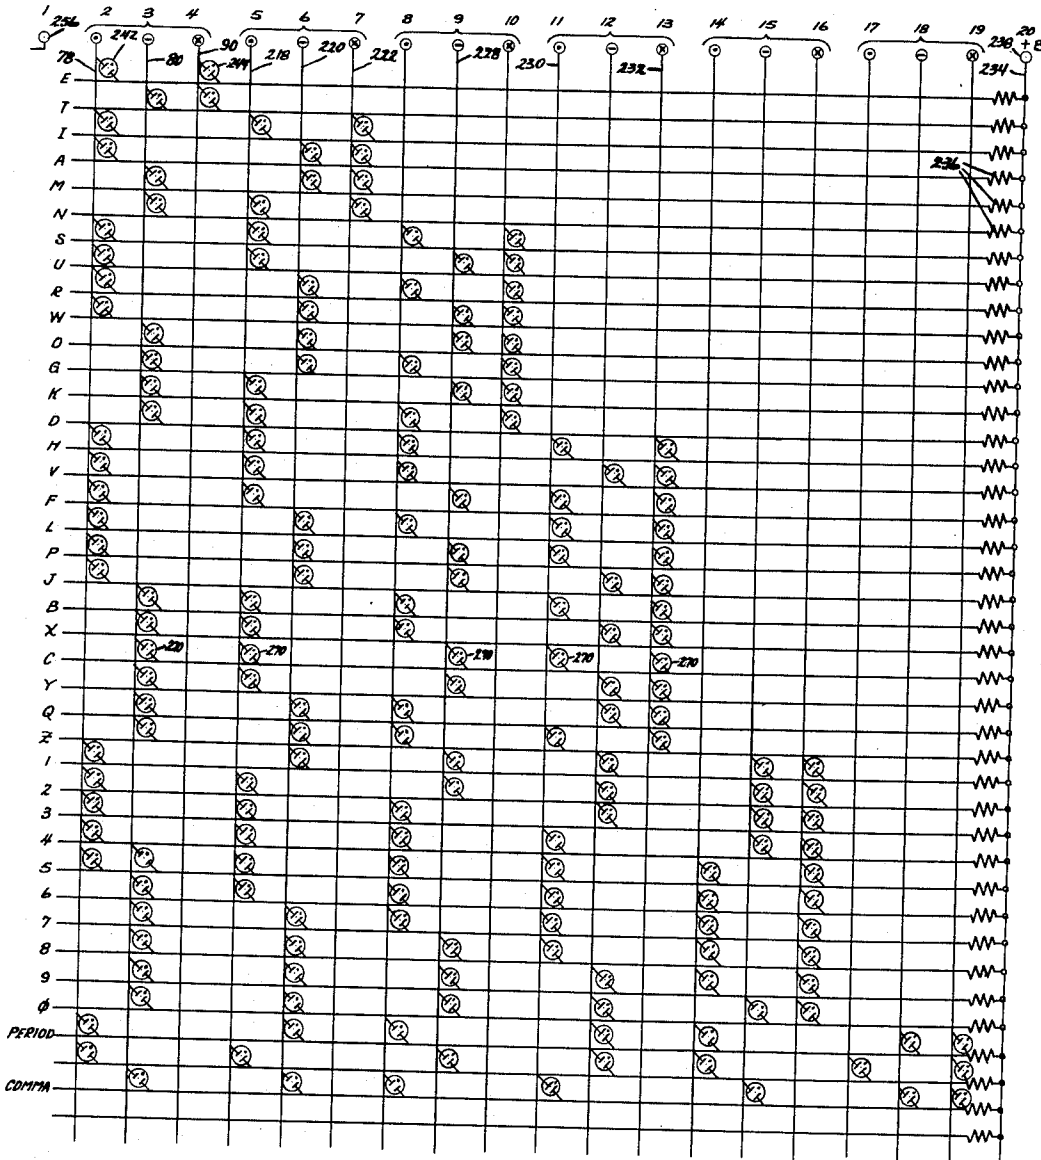 1 2 3 4 5 6 7 8 9 10 11 12 13 14 15 16 17 18 19 20
256 238 + B
78 242 80 90 244 218 220 222 228 230 232 234
E
T
I
A
236
M
N
S
U
R
W
O
G
K
D
H
V
F
L
P
J
B
X
C 270 270 270 270 270
Y
Q
Z
1
2
3
4
5
6
7
8
9
Ø
PERIOD
COMMA